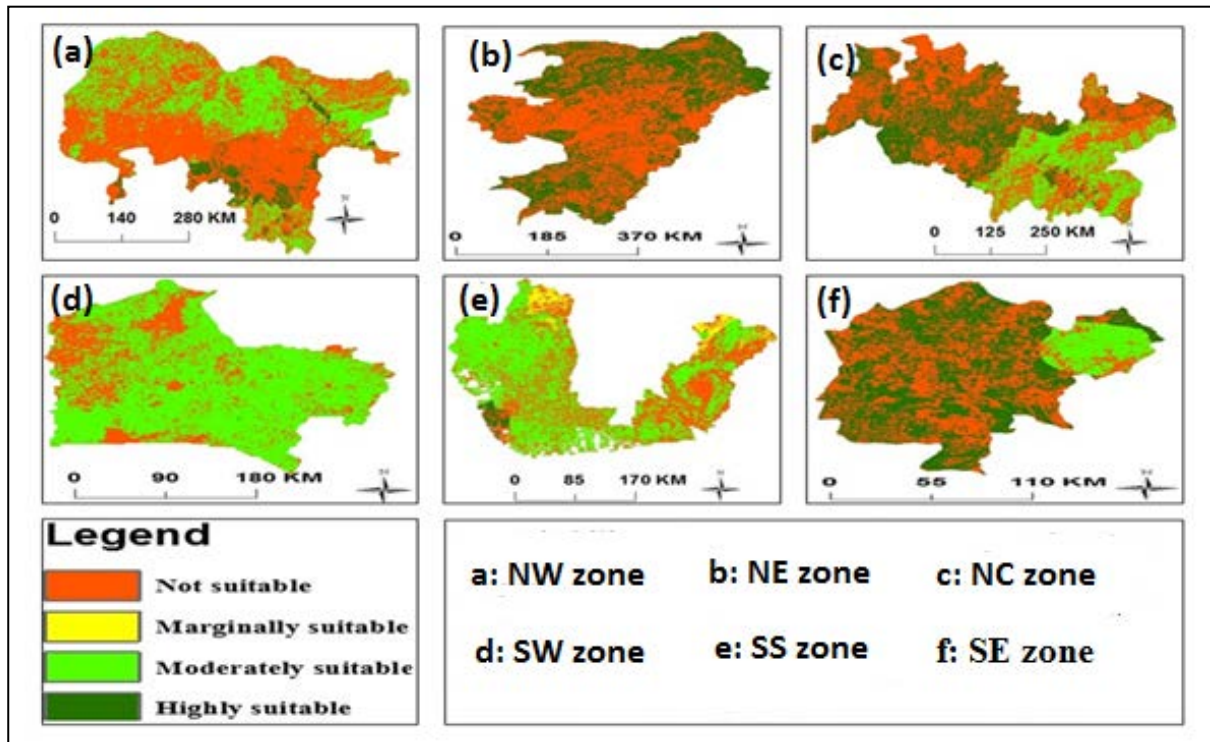 (a)
0 140 280 KM
N
(b)
0 185 370 KM
N
(c)
0 125 250 KM
N
(d)
0 90 180 KM
N
(e)
0 85 170 KM
N
(f)
0 55 110 KM
N
Legend
Not suitable
Marginally suitable
Moderately suitable
Highly suitable
a: NW zone b: NE zone c: NC zone
d: SW zone e: SS zone f: SE zone